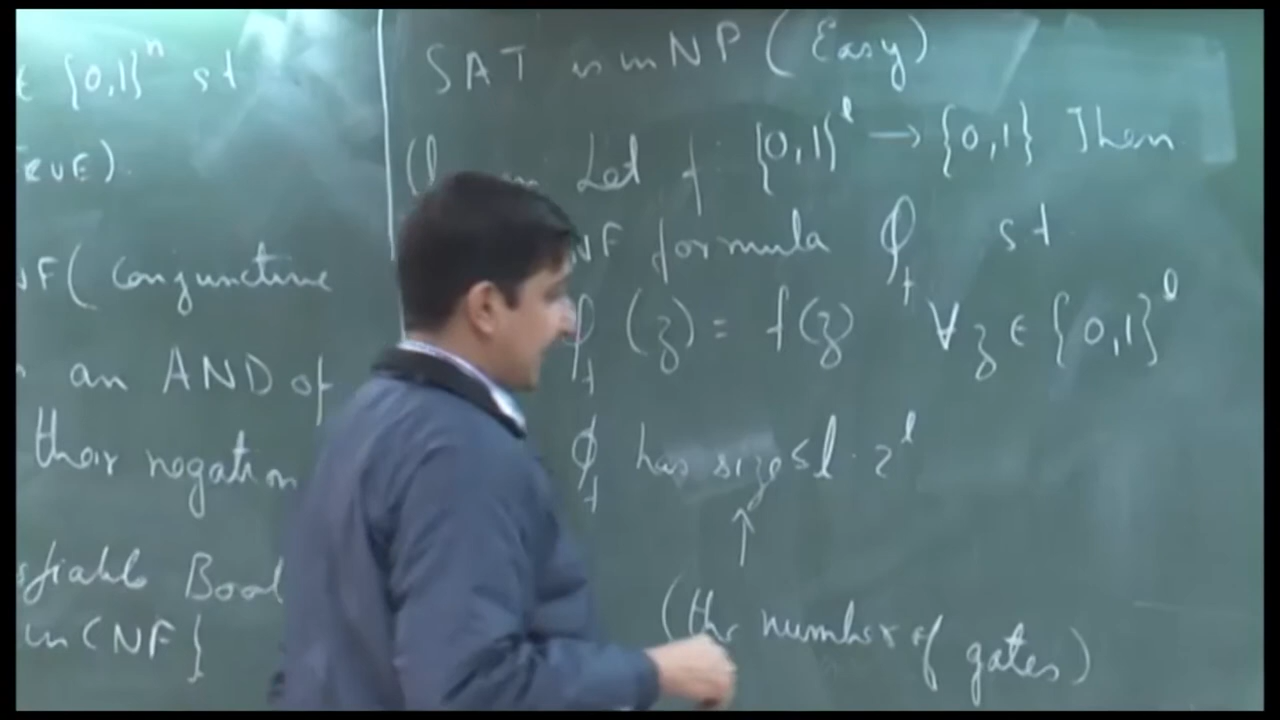 {0,1}^n st
SAT is in NP (Easy)
Let f : {0,1}^l → {0,1} Then
NF formula ϕ_f st
NF( Conjunctive
ϕ_f (z) = f(z) ∀ z ∈ {0,1}^l
an AND of
their negation
ϕ_f has size ≤ l · 2^l
↑
sfiable Bool
(the number of gates)
in CNF}